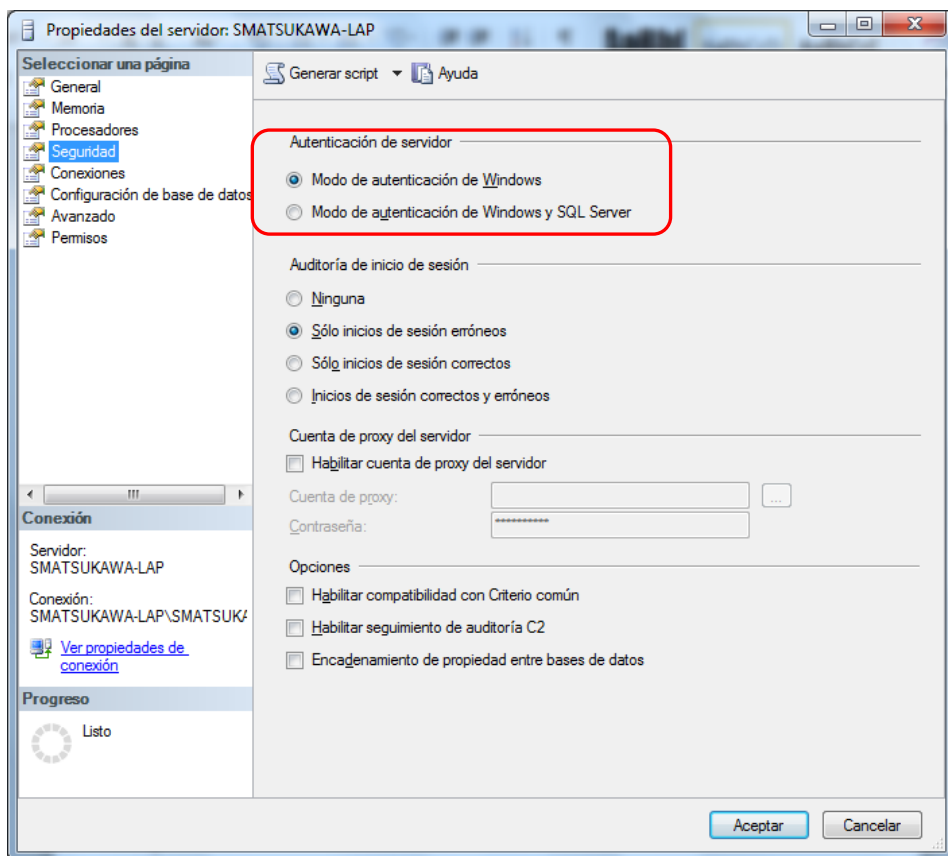 Propiedades del servidor: SMATSUKAWA-LAP
Seleccionar una página
General
Memoria
Procesadores
Seguridad
Conexiones
Configuración de base de datos
Avanzado
Permisos
Conexión
Servidor:
SMATSUKAWA-LAP
Conexión:
SMATSUKAWA-LAP\SMATSUKA
Ver propiedades de
conexión
Progreso
Listo
Generar script
Ayuda
Autenticación de servidor
Modo de autenticación de Windows
Modo de autenticación de Windows y SQL Server
Auditoría de inicio de sesión
Ninguna
Sólo inicios de sesión erróneos
Sólo inicios de sesión correctos
Inicios de sesión correctos y erróneos
Cuenta de proxy del servidor
Habilitar cuenta de proxy del servidor
Cuenta de proxy:
...
Contraseña:
**********
Opciones
Habilitar compatibilidad con Criterio común
Habilitar seguimiento de auditoría C2
Encadenamiento de propiedad entre bases de datos
Aceptar
Cancelar